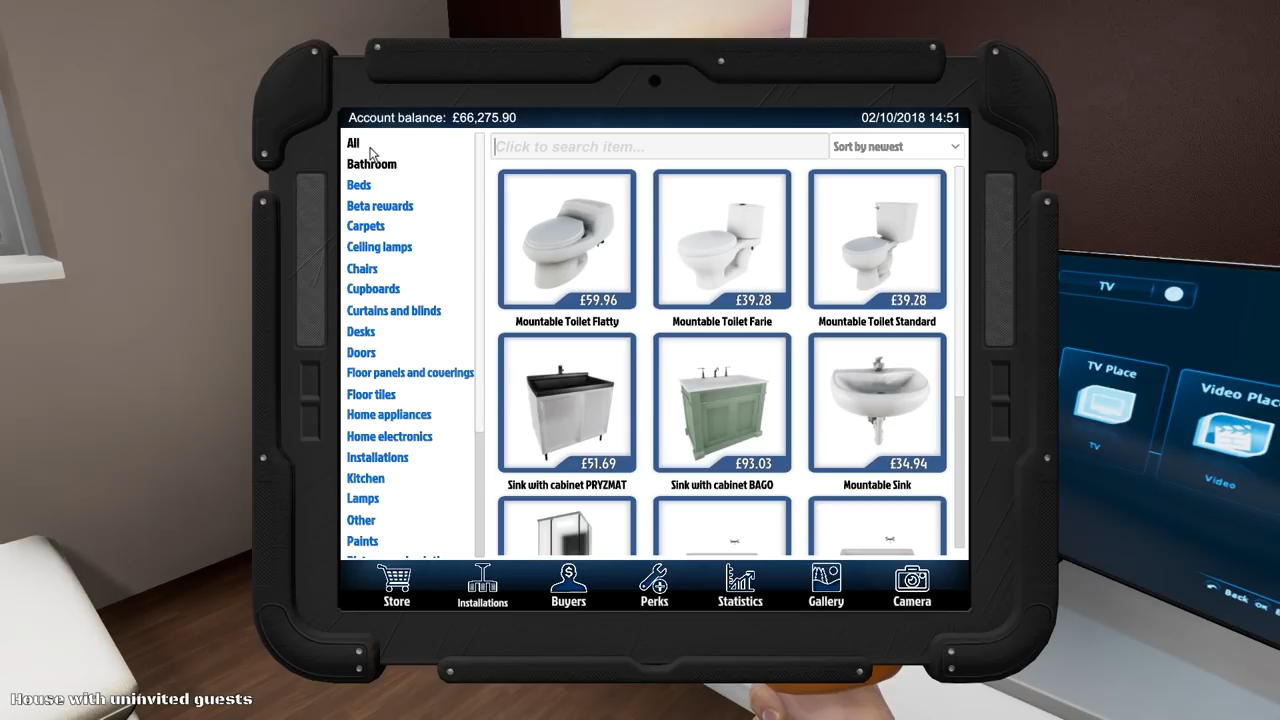 Account balance: £66,275.90
02/10/2018 14:51
All
Bathroom
Beds
Beta rewards
Carpets
Ceiling lamps
Chairs
Cupboards
Curtains and blinds
Desks
Doors
Floor panels and coverings
Floor tiles
Home appliances
Home electronics
Installations
Kitchen
Lamps
Other
Paints
Click to search item...
Sort by newest
£59.96
£39.28
£39.28
Mountable Toilet Flatty
Mountable Toilet Farie
Mountable Toilet Standard
£51.69
£93.03
£34.94
Sink with cabinet PRYZMAT
Sink with cabinet BAGO
Mountable Sink
Store
Installations
Buyers
Perks
Statistics
Gallery
Camera
TV
TV Place
TV
Video Plac
Video
Back OK
House with uninvited guests